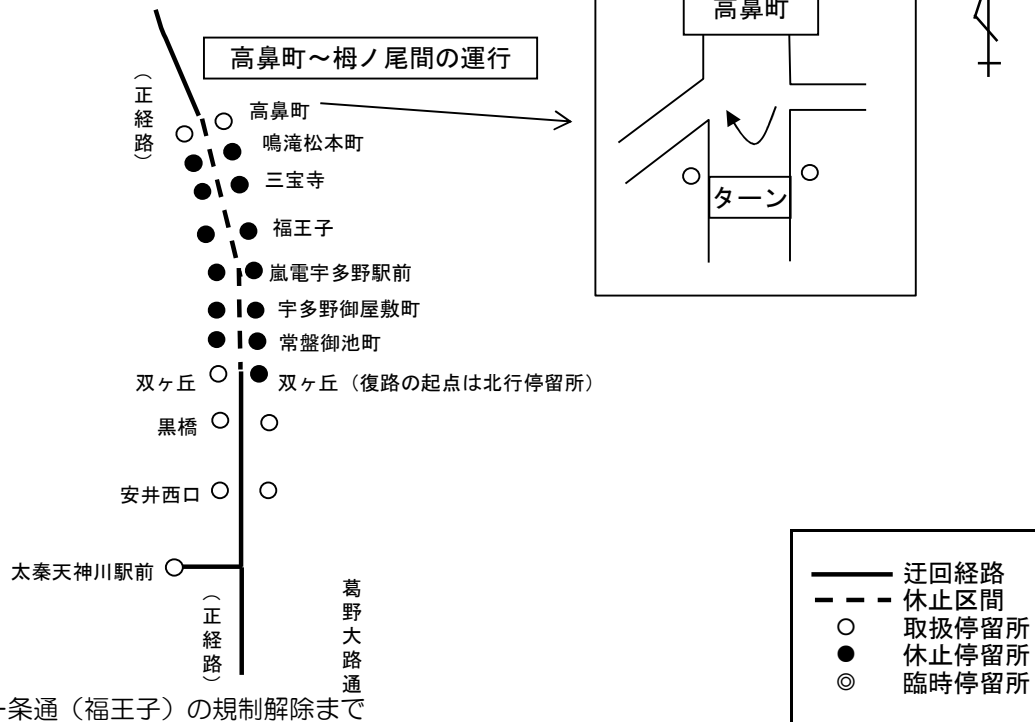 高鼻町
高鼻町～栂ノ尾間の運行
（正経路）
高鼻町
鳴滝松本町
三宝寺
ターン
福王子
嵐電宇多野駅前
宇多野御屋敷町
常盤御池町
双ヶ丘
双ヶ丘（復路の起点は北行停留所）
黒橋
安井西口
太秦天神川駅前
（正経路）
葛野大路通
迂回経路
休止区間
取扱停留所
休止停留所
臨時停留所
一条通（福王子）の規制解除まで